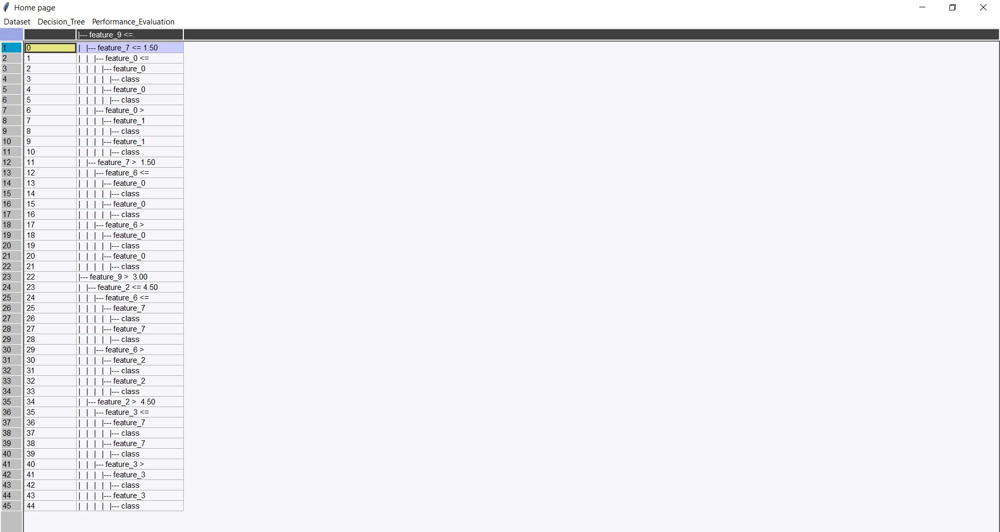 Home page
Dataset Decision_Tree Performance_Evaluation
|--- feature_9 <=.
1 0 | |--- feature_7 <= 1.50
2 1 | | |--- feature_0 <=
3 2 | | | |--- feature_0
4 3 | | | | |--- class
5 4 | | | |--- feature_0
6 5 | | | | |--- class
7 6 | | |--- feature_0 >
8 7 | | | |--- feature_1
9 8 | | | | |--- class
10 9 | | | |--- feature_1
11 10 | | | | |--- class
12 11 | |--- feature_7 > 1.50
13 12 | | |--- feature_6 <=
14 13 | | | |--- feature_0
15 14 | | | | |--- class
16 15 | | | |--- feature_0
17 16 | | | | |--- class
18 17 | | |--- feature_6 >
19 18 | | | |--- feature_0
20 19 | | | | |--- class
21 20 | | | |--- feature_0
22 21 | | | | |--- class
23 22 |--- feature_9 > 3.00
24 23 | |--- feature_2 <= 4.50
25 24 | | |--- feature_6 <=
26 25 | | | |--- feature_7
27 26 | | | | |--- class
28 27 | | | |--- feature_7
29 28 | | | | |--- class
30 29 | | |--- feature_6 >
31 30 | | | |--- feature_2
32 31 | | | | |--- class
33 32 | | | |--- feature_2
34 33 | | | | |--- class
35 34 | |--- feature_2 > 4.50
36 35 | | |--- feature_3 <=
37 36 | | | |--- feature_7
38 37 | | | | |--- class
39 38 | | | |--- feature_7
40 39 | | | | |--- class
41 40 | | |--- feature_3 >
42 41 | | | |--- feature_3
43 42 | | | | |--- class
44 43 | | | |--- feature_3
45 44 | | | | |--- class